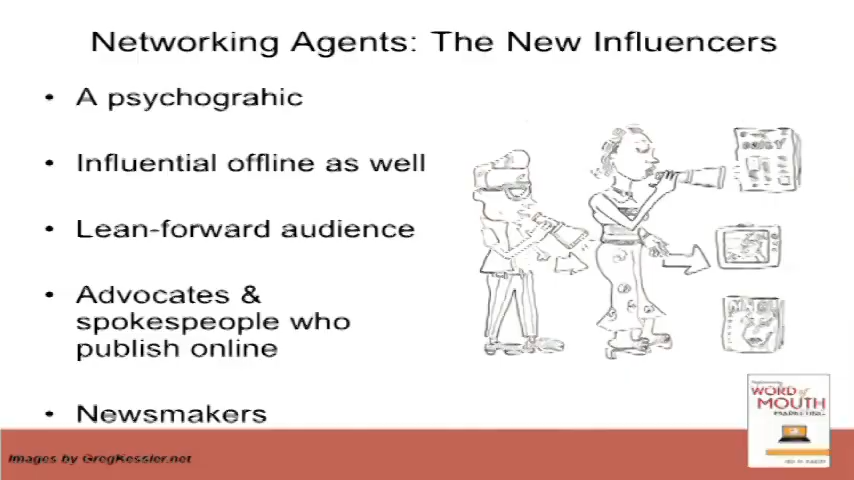 Networking Agents: The New Influencers
• A psychograhic
• Influential offline as well
• Lean-forward audience
• Advocates &
spokespeople who
publish online
• Newsmakers
DAILY
WORD of
MOUTH
MARKETING
Images by GregKessler.net